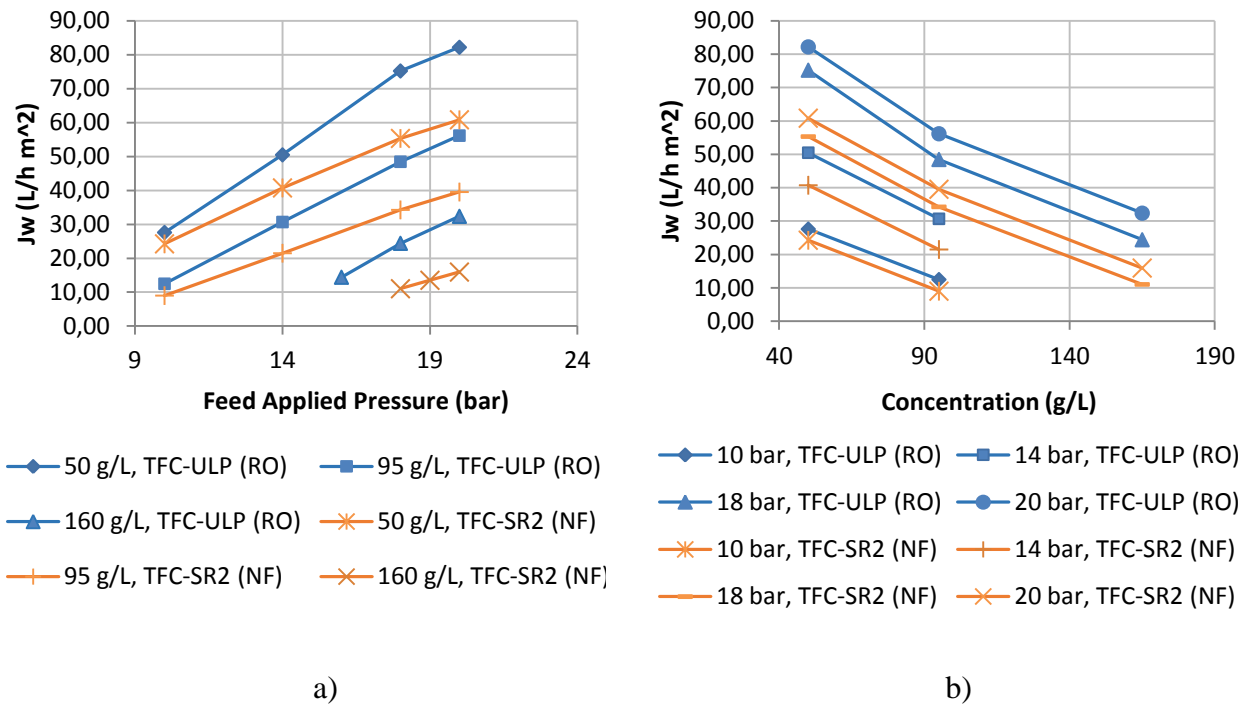 90,00
80,00
70,00
60,00
50,00
40,00
30,00
20,00
10,00
0,00
Jw (L/h m^2)
9 14 19 24
Feed Applied Pressure (bar)
50 g/L, TFC-ULP (RO) 95 g/L, TFC-ULP (RO)
160 g/L, TFC-ULP (RO) 50 g/L, TFC-SR2 (NF)
95 g/L, TFC-SR2 (NF) 160 g/L, TFC-SR2 (NF)
a)
90,00
80,00
70,00
60,00
50,00
40,00
30,00
20,00
10,00
0,00
Jw (L/h m^2)
40 90 140 190
Concentration (g/L)
10 bar, TFC-ULP (RO) 14 bar, TFC-ULP (RO)
18 bar, TFC-ULP (RO) 20 bar, TFC-ULP (RO)
10 bar, TFC-SR2 (NF) 14 bar, TFC-SR2 (NF)
18 bar, TFC-SR2 (NF) 20 bar, TFC-SR2 (NF)
b)